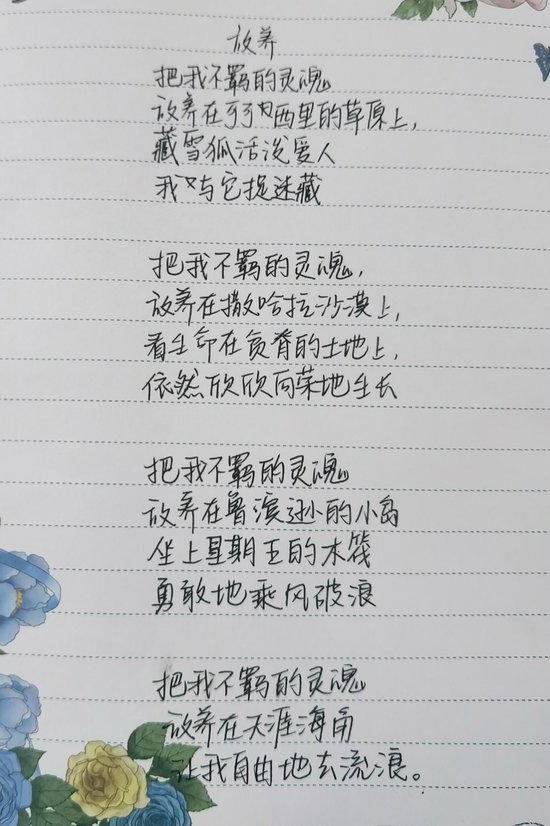 放养
把我不羁的灵魂
放养在可可西里的草原上,
藏雪狐活泼爱人
我与它捉迷藏
把我不羁的灵魂,
放养在撒哈拉沙漠上,
看生命在贫脊的土地上,
依然欣欣向荣地生长
把我不羁的灵魂
放养在鲁滨逊的小岛
坐上星期五的木筏
勇敢地乘风破浪
把我不羁的灵魂
放养在天涯海角
让我自由地去流浪。